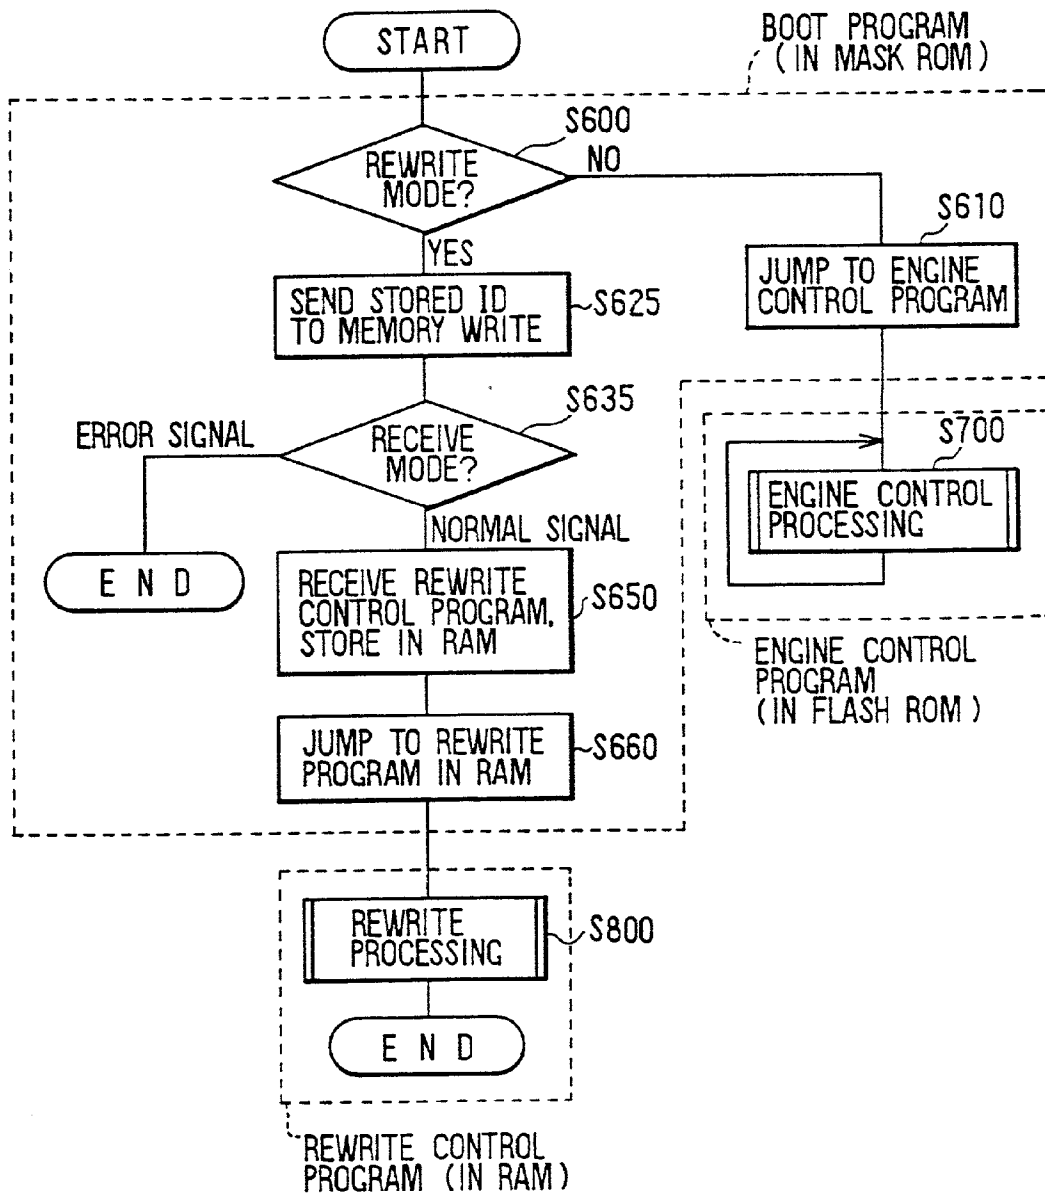 START
BOOT PROGRAM
(IN MASK ROM)
S600
REWRITE
MODE?
NO
YES
S610
JUMP TO ENGINE
CONTROL PROGRAM
SEND STORED ID
TO MEMORY WRITE
S625
S635
ERROR SIGNAL
RECEIVE
MODE?
S700
ENGINE CONTROL
PROCESSING
NORMAL SIGNAL
END
RECEIVE REWRITE
CONTROL PROGRAM,
STORE IN RAM
S650
ENGINE CONTROL
PROGRAM
(IN FLASH ROM)
JUMP TO REWRITE
PROGRAM IN RAM
S660
REWRITE
PROCESSING
S800
END
REWRITE CONTROL
PROGRAM (IN RAM)